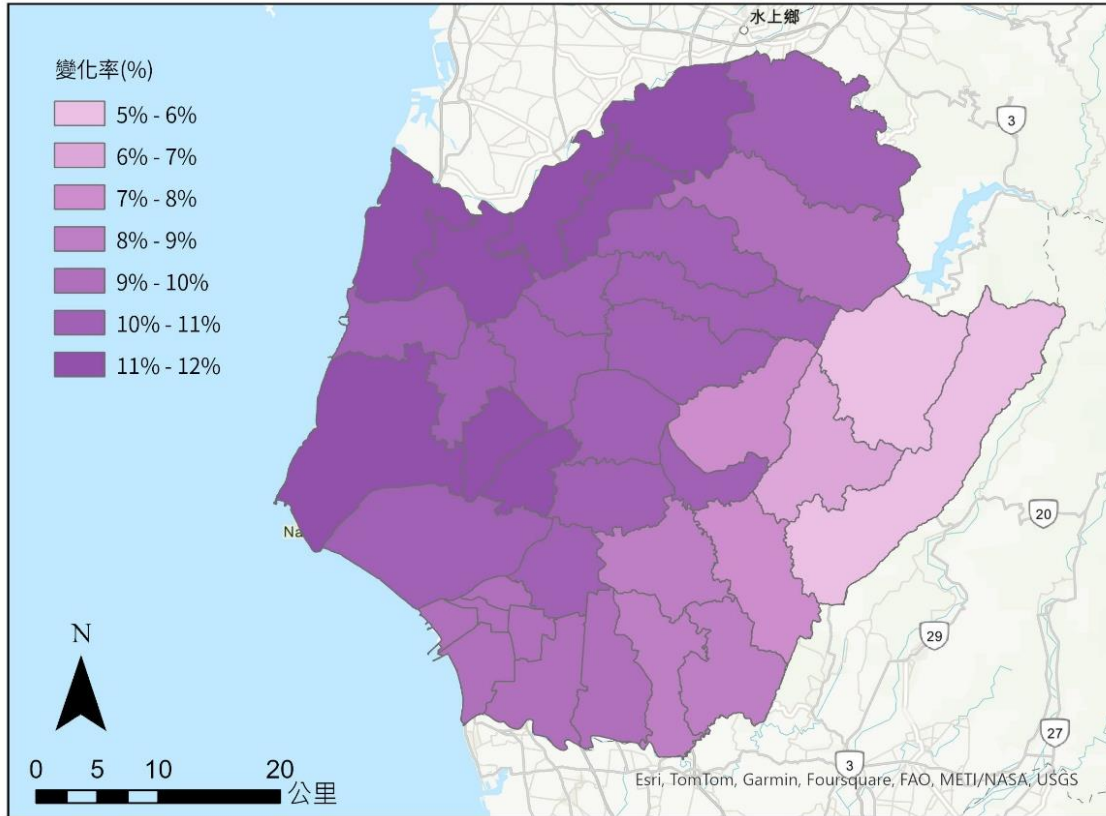 水上鄉
變化率(%)
5% - 6%
6% - 7%
7% - 8%
8% - 9%
9% - 10%
10% - 11%
11% - 12%
3
20
Na
29
N
27
3
0 5 10 20
公里
Esri, TomTom, Garmin, Foursquare, FAO, METI/NASA, USGS